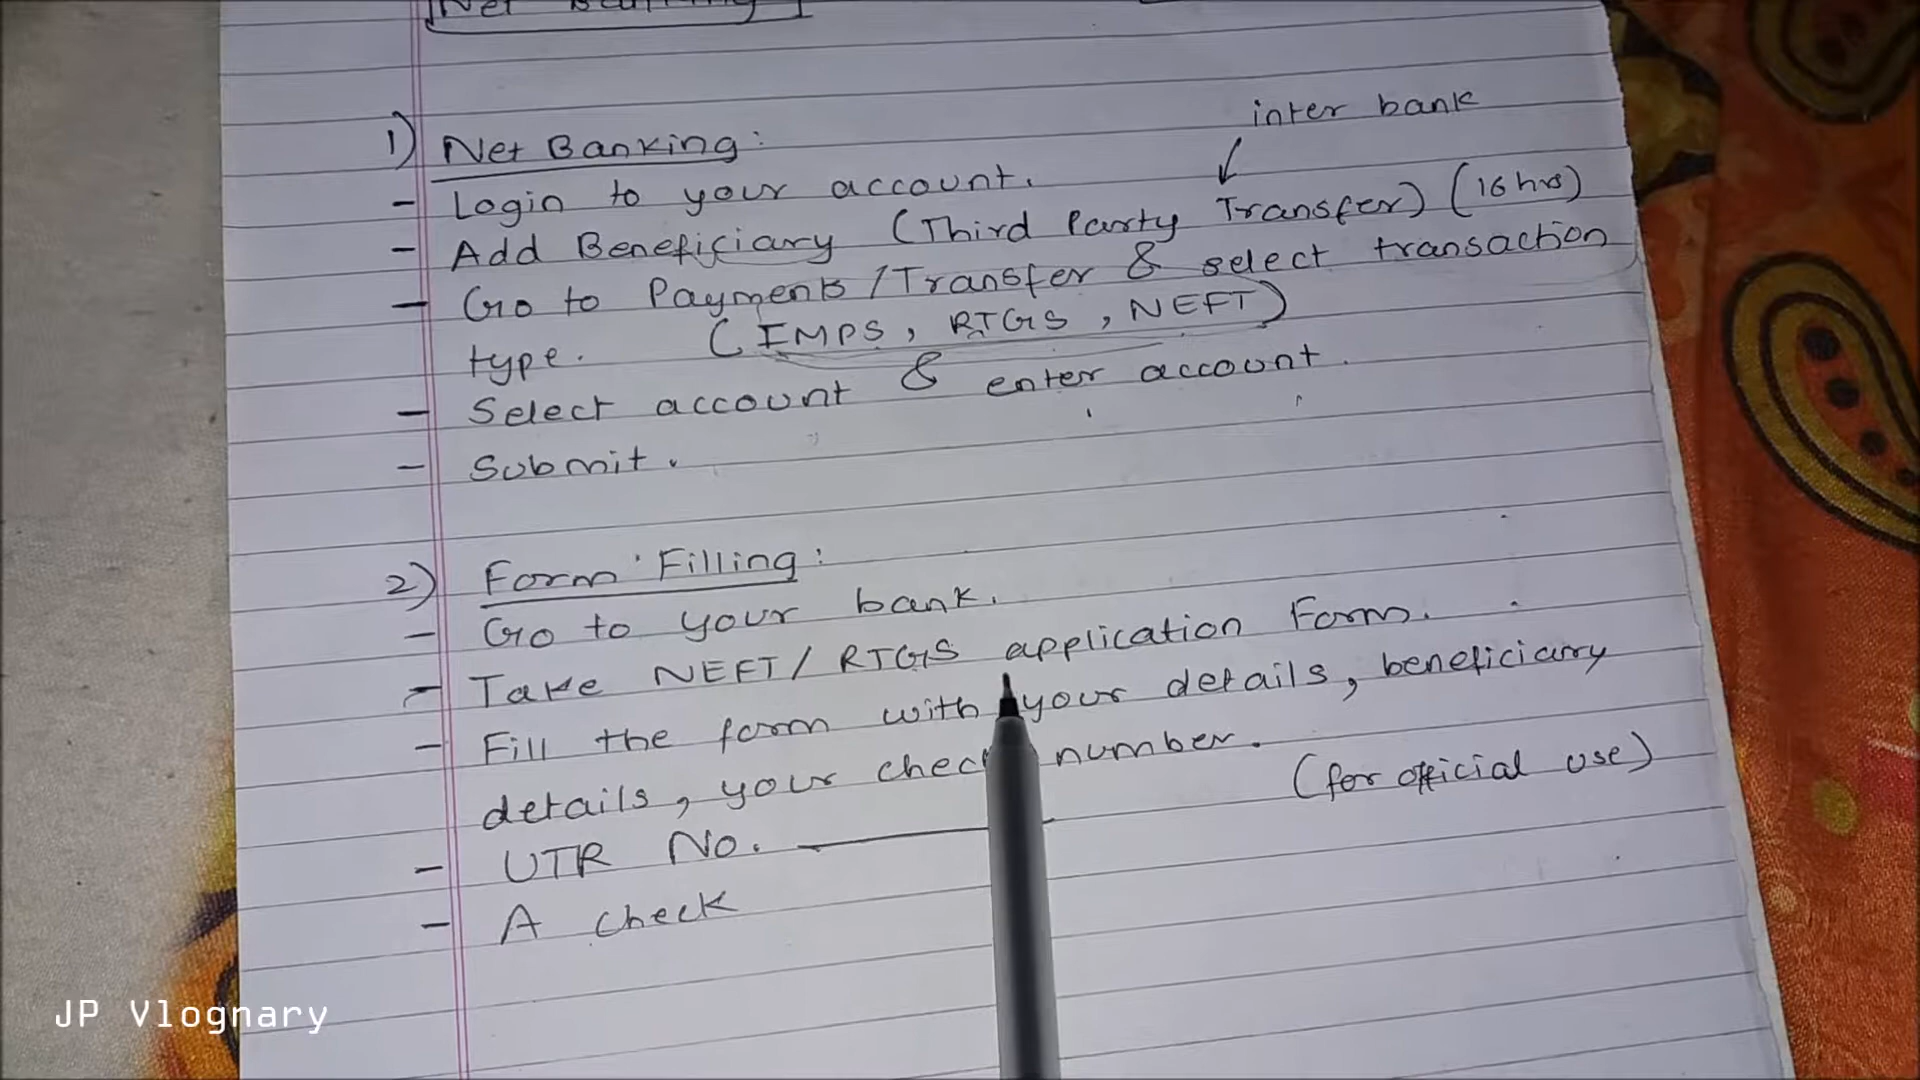 Net Banking
inter bank
1) Net Banking:
- Login to your account.
- Add Beneficiary (Third Party Transfer) (16 hrs)
- Go to Payments/Transfer & select transaction
type. (IMPS, RTGS, NEFT)
- Select account & enter account.
- Submit.
2) Form Filling:
- Go to your bank.
- Take NEFT/RTGS application Form.
- Fill the form with your details, beneficiary
details, your check number.
(for official use)
- UTR No. ———
- A check
JP Vlognary